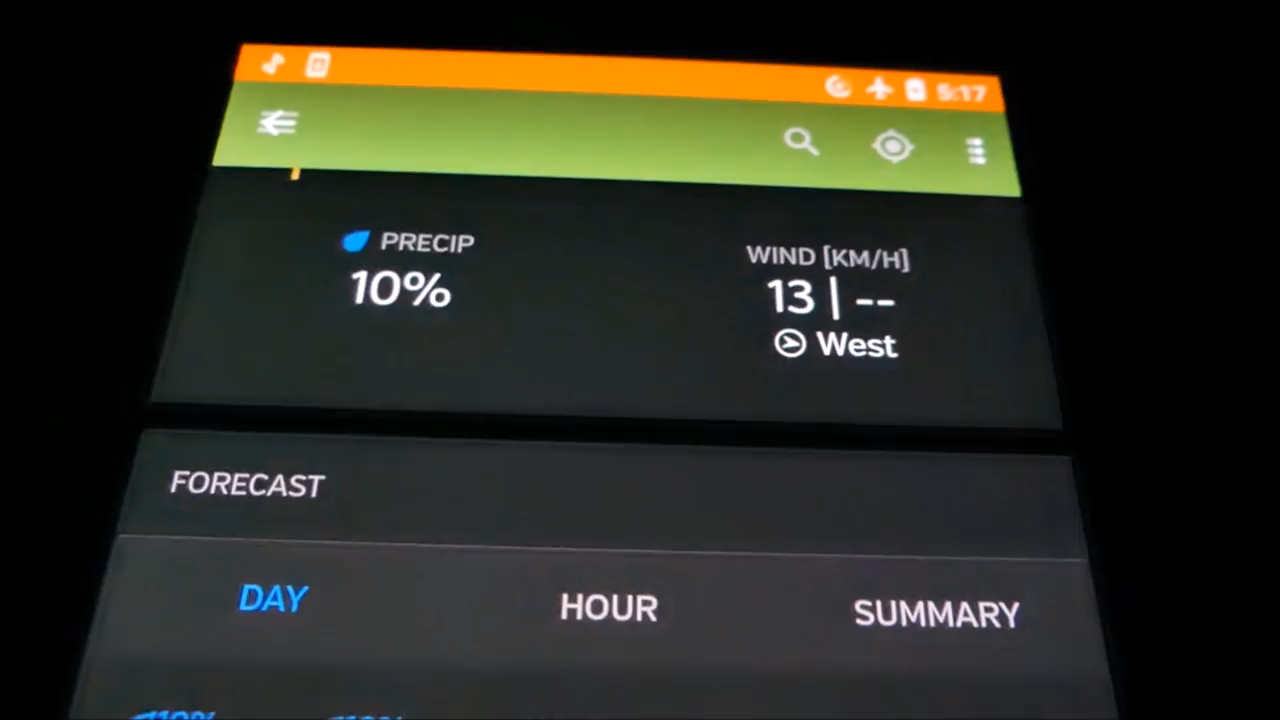 5:17
PRECIP
10%
WIND [KM/H]
13 | --
West
FORECAST
DAY HOUR SUMMARY